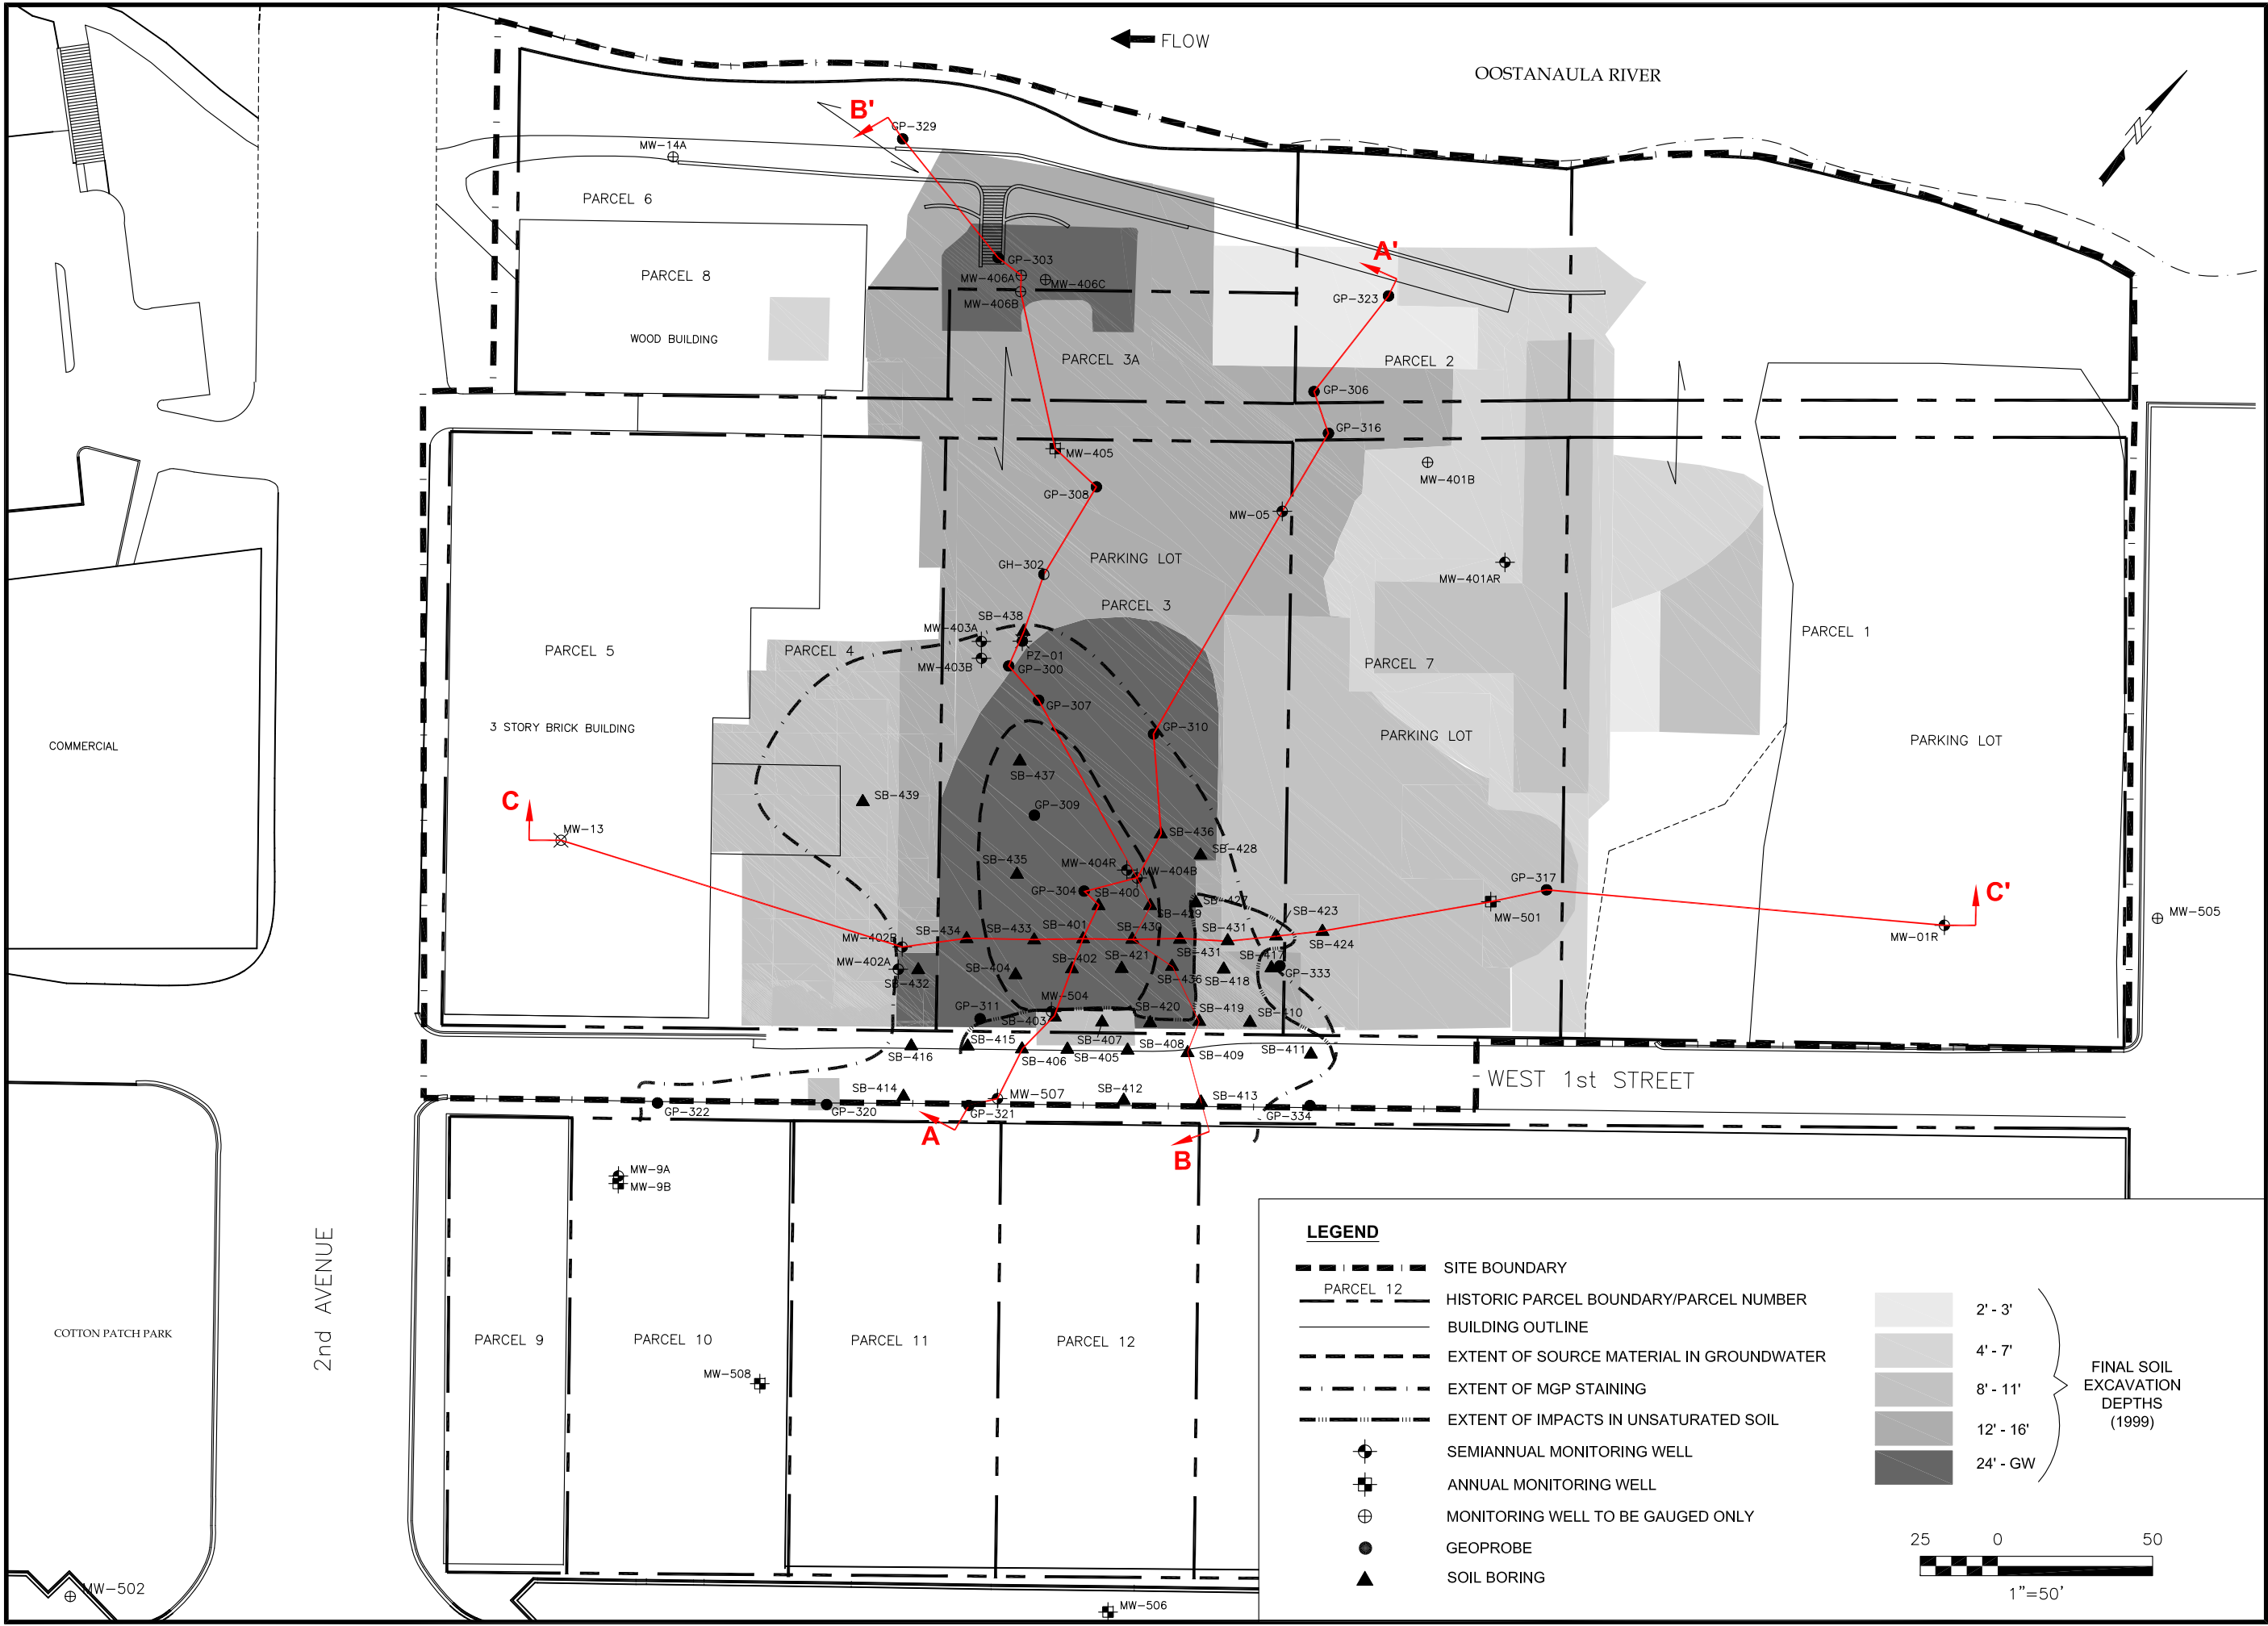 FLOW
OOSTANAULA RIVER
B'
GP-329
MW-14A
PARCEL 6
A'
GP-303
PARCEL 8
MW-406A
MW-406C
MW-406B
GP-323
WOOD BUILDING
PARCEL 3A
PARCEL 2
GP-306
GP-316
MW-405
MW-401B
GP-308
MW-05
PARKING LOT
GH-302
MW-401AR
PARCEL 3
SB-438
MW-403A
PARCEL 1
PARCEL 5
PARCEL 4
PZ-01
MW-403B
GP-300
PARCEL 7
GP-307
3 STORY BRICK BUILDING
GP-310
PARKING LOT
PARKING LOT
COMMERCIAL
SB-437
SB-439
C
GP-309
MW-13
SB-436
SB-428
SB-435
MW-404R
MW-404B
GP-317
GP-304
SB-400
C'
SB-427
SB-429
SB-423
MW-501
MW-505
SB-434
SB-433
SB-401
SB-430
SB-431
SB-424
MW-01R
MW-402B
MW-402A
SB-402
SB-421
SB-431
SB-417
SB-404
SB-436
SB-418
GP-333
SB-432
MW-504
GP-311
SB-403
SB-420
SB-419
SB-410
SB-415
SB-407
SB-416
SB-406
SB-405
SB-408
SB-409
SB-411
WEST 1st STREET
SB-414
MW-507
SB-412
SB-413
GP-322
GP-320
GP-321
GP-334
A
B
MW-9A
MW-9B
2nd AVENUE
COTTON PATCH PARK
PARCEL 9
PARCEL 10
PARCEL 11
PARCEL 12
MW-508
MW-502
MW-506
LEGEND
SITE BOUNDARY
PARCEL 12
HISTORIC PARCEL BOUNDARY/PARCEL NUMBER
BUILDING OUTLINE
EXTENT OF SOURCE MATERIAL IN GROUNDWATER
EXTENT OF MGP STAINING
EXTENT OF IMPACTS IN UNSATURATED SOIL
SEMIANNUAL MONITORING WELL
ANNUAL MONITORING WELL
MONITORING WELL TO BE GAUGED ONLY
GEOPROBE
SOIL BORING
2' - 3'
4' - 7'
8' - 11'
12' - 16'
24' - GW
FINAL SOIL
EXCAVATION
DEPTHS
(1999)
25 0 50
1"=50'